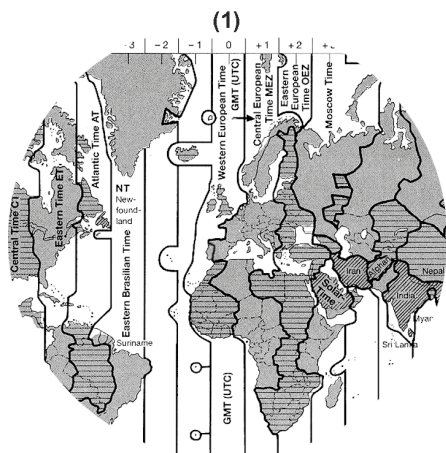 (1)
-3
-2
-1
0
+1
+2
+3
Central Time CT
Eastern Time ET
Atlantic Time AT
NT
New-
found-
land
Eastern Brasilian Time
Suriname
Western European Time
GMT (UTC)
GMT (UTC)
Central European
Time MEZ
Eastern
European
Time OEZ
Moscow Time
Solar
Time
Iran
Afghan.
Nepal
India
Myan
Sri Lanka